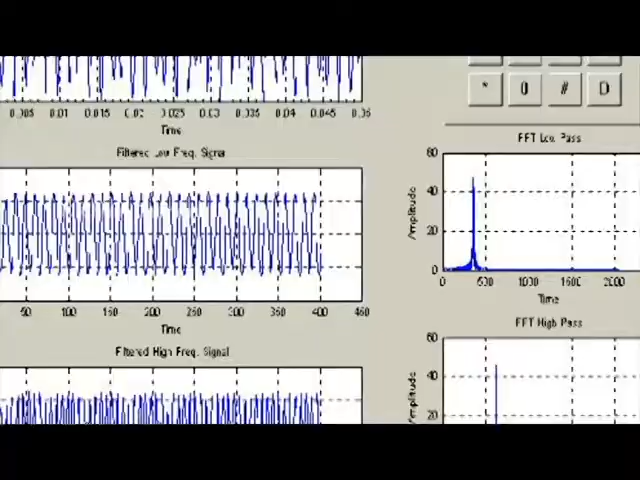 * 0 # D
0.005 0.01 0.015 0.02 0.025 0.03 0.035 0.04 0.045 0.05
Time
Filtered Low Freq. Signal
50 100 150 200 250 300 350 400 450
Time
Filtered High Freq. Signal
FFT Low Pass
60
40
20
0
Amplitude
0 500 1000 1500 2000
Time
FFT High Pass
60
40
20
Amplitude